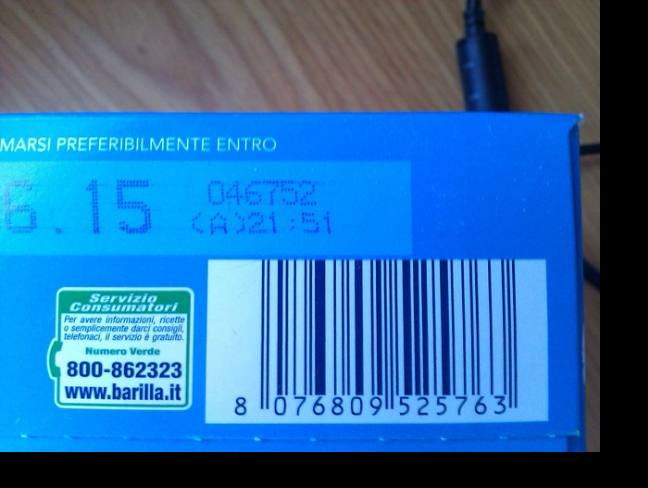 MARSI PREFERIBILMENTE ENTRO
6.15
046752
(A)21:51
Servizio
Consumatori
Per avere informazioni, ricette
o semplicemente darci consigli,
telefonaci, il servizio è gratuito.
Numero Verde
800-862323
www.barilla.it
8 076809 525763